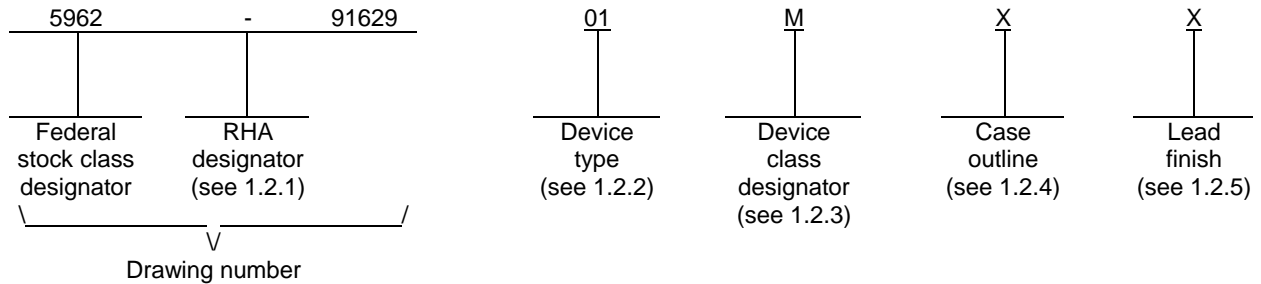 5962 - 91629 01 M X X
Federal stock class designator
RHA designator (see 1.2.1)
Device type (see 1.2.2)
Device class designator (see 1.2.3)
Case outline (see 1.2.4)
Lead finish (see 1.2.5)
\ /
\/
Drawing number